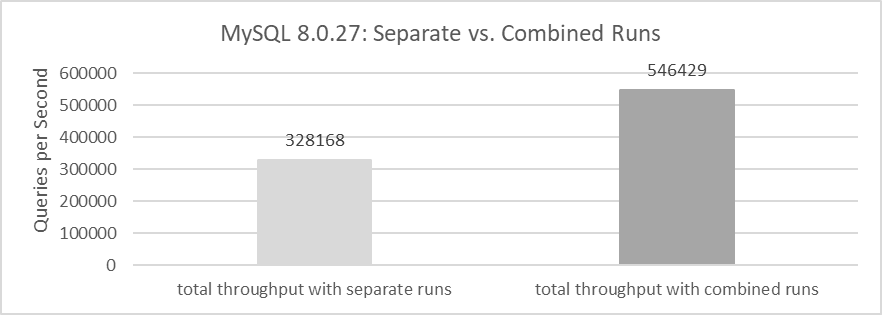 MySQL 8.0.27: Separate vs. Combined Runs
Queries per Second
600000
500000
400000
300000
200000
100000
0
328168
546429
total throughput with separate runs
total throughput with combined runs